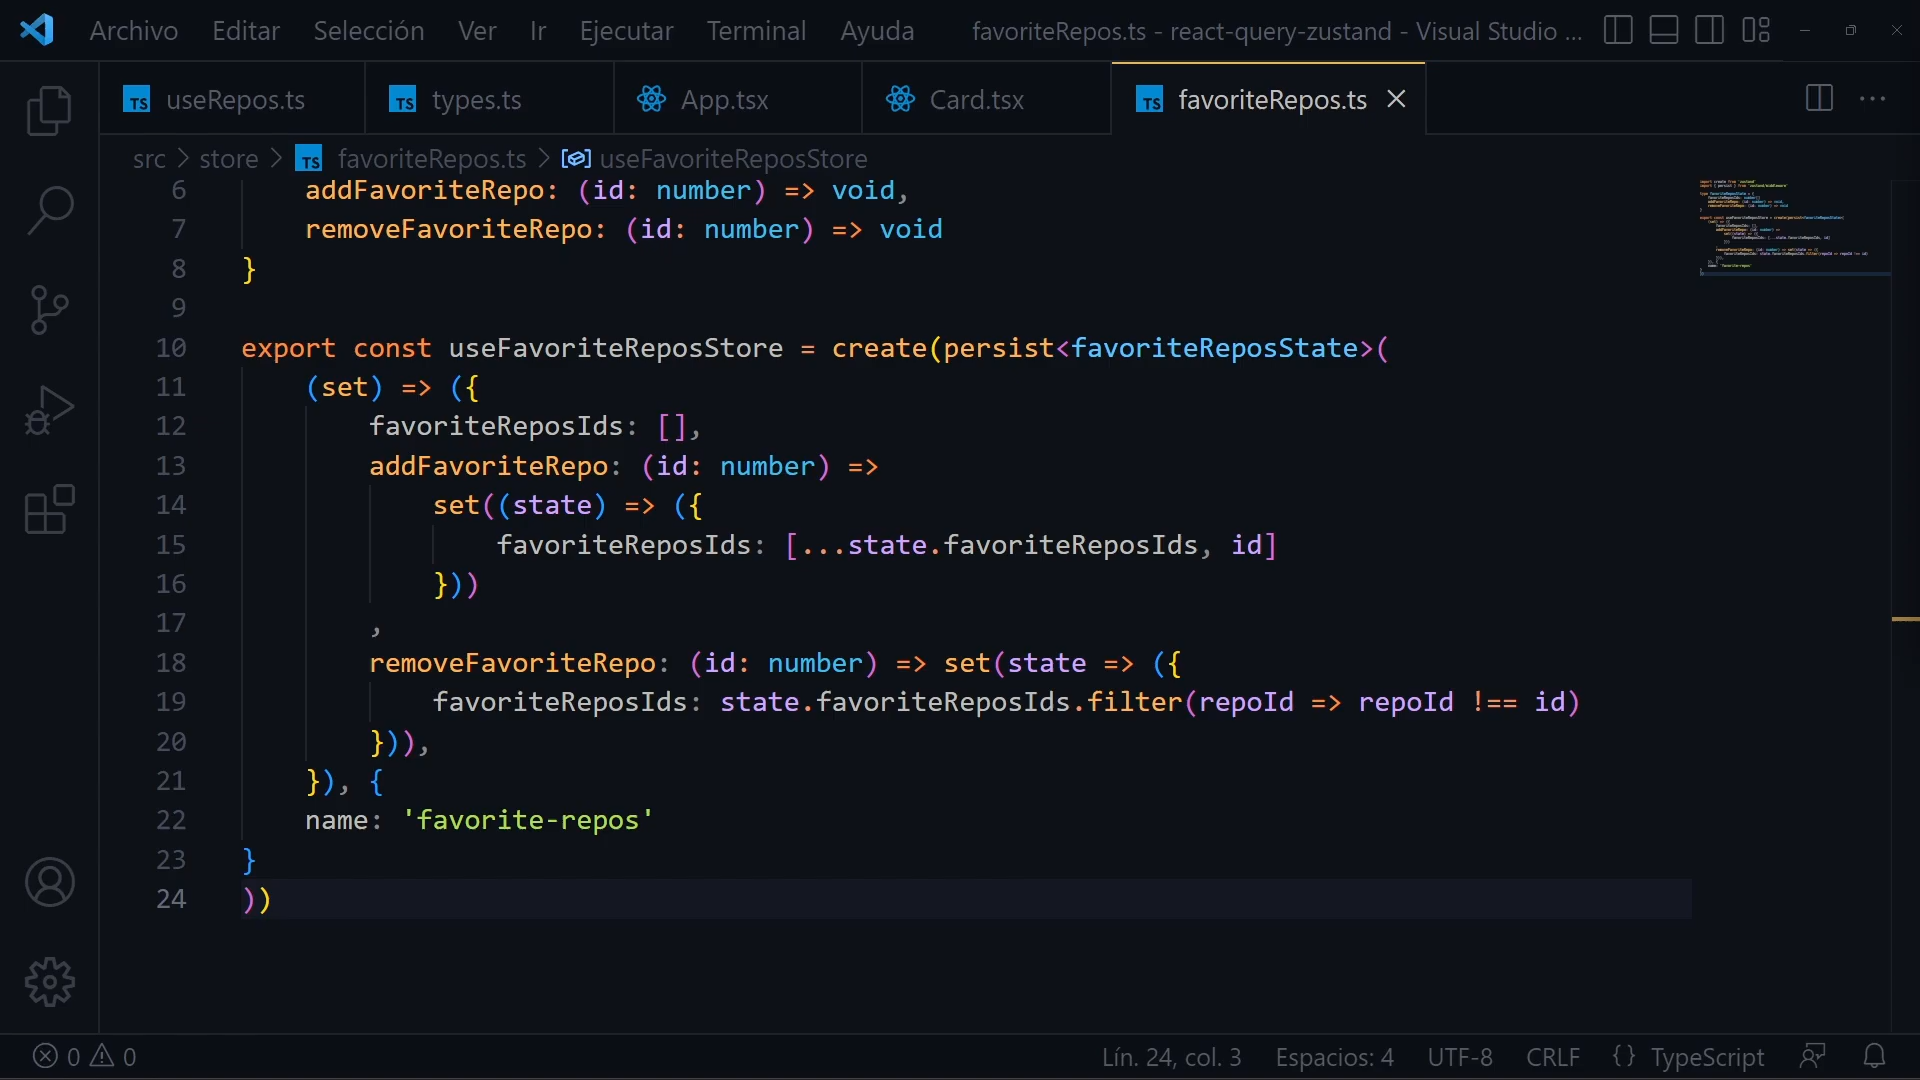 Archivo Editar Selección Ver Ir Ejecutar Terminal Ayuda favoriteRepos.ts - react-query-zustand - Visual Studio ...
TS useRepos.ts TS types.ts App.tsx Card.tsx TS favoriteRepos.ts
src > store > TS favoriteRepos.ts > useFavoriteReposStore
6 addFavoriteRepo: (id: number) => void,
7 removeFavoriteRepo: (id: number) => void
8 }
9
10 export const useFavoriteReposStore = create(persist<favoriteReposState>(
11 (set) => ({
12 favoriteReposIds: [],
13 addFavoriteRepo: (id: number) =>
14 set((state) => ({
15 favoriteReposIds: [...state.favoriteReposIds, id]
16 }))
17 ,
18 removeFavoriteRepo: (id: number) => set(state => ({
19 favoriteReposIds: state.favoriteReposIds.filter(repoId => repoId !== id)
20 })),
21 }), {
22 name: 'favorite-repos'
23 }
24 ))
0 0 Lín. 24, col. 3 Espacios: 4 UTF-8 CRLF {} TypeScript